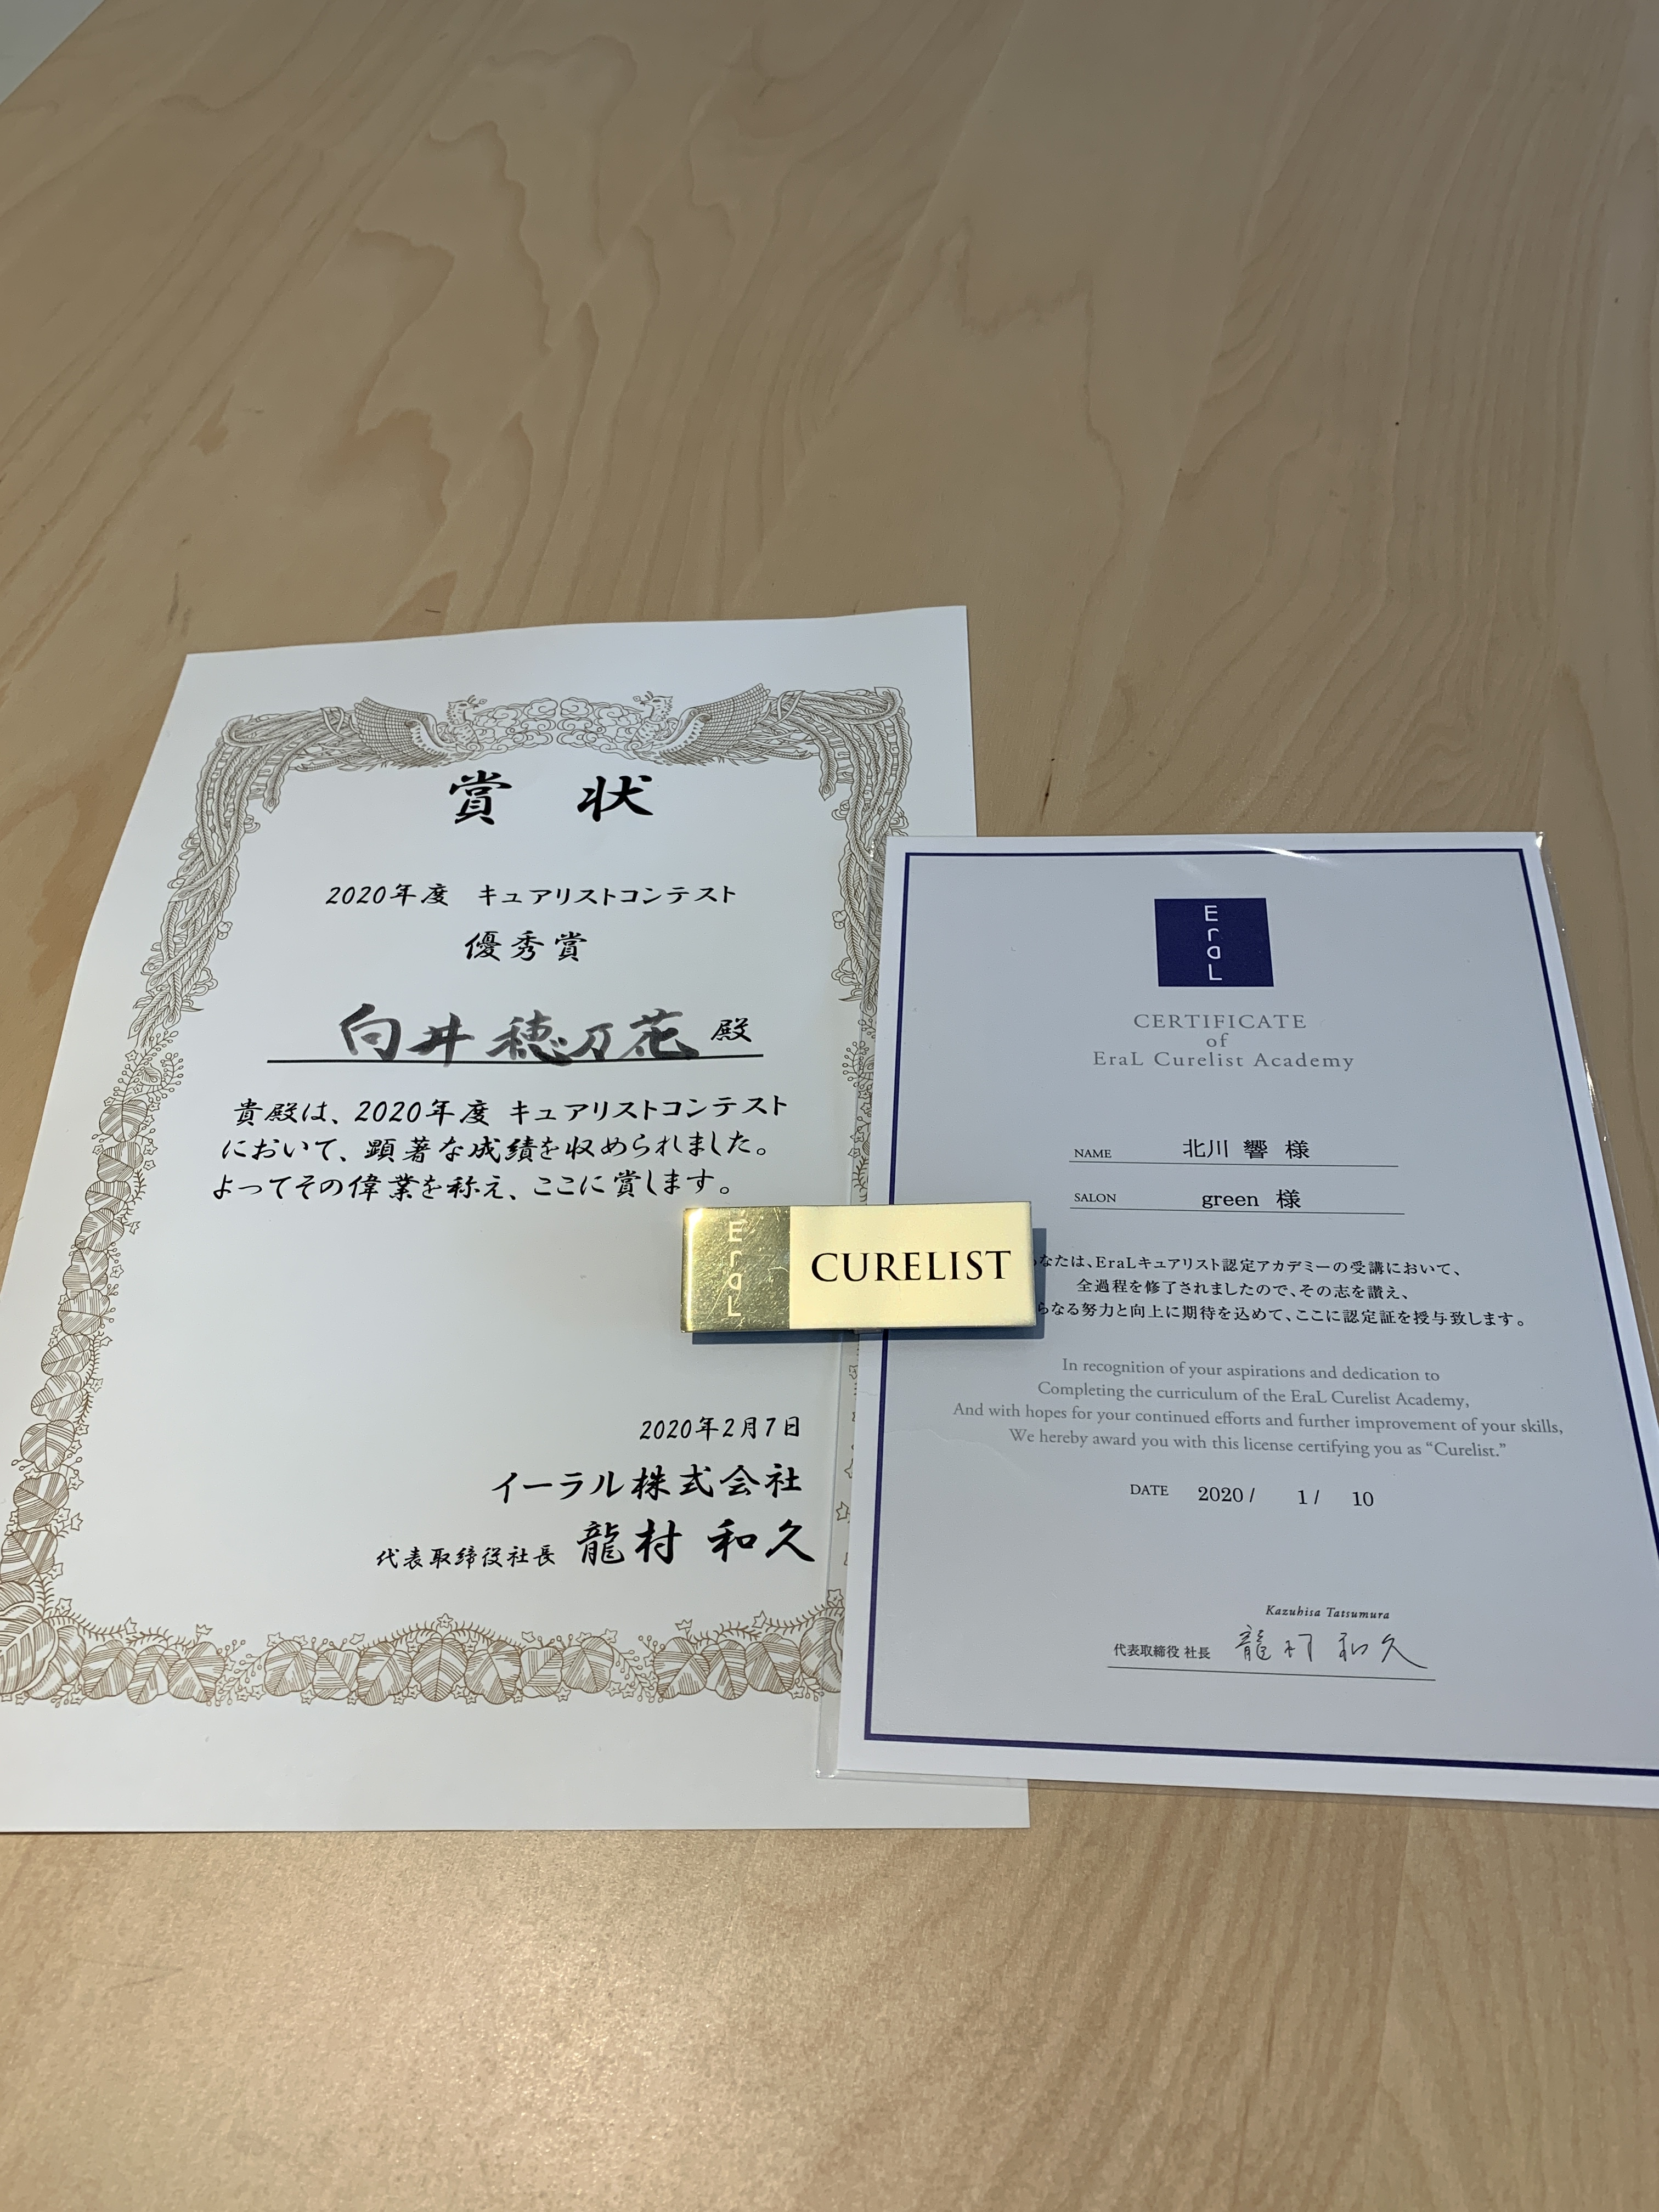 賞 状
2020年度 キュアリストコンテスト
優秀賞
向井 穂乃花 殿
貴殿は、2020年度 キュアリストコンテスト
において、顕著な成績を収められました。
よってその偉業を称え、ここに賞します。
2020年2月7日
イーラル株式会社
代表取締役社長 龍村 和久
EraL CURELIST
EraL
CERTIFICATE
of
EraL Curelist Academy
NAME 北川 響 様
SALON green 様
なたは、EraLキュアリスト認定アカデミーの受講において、
全過程を修了されましたので、その志を讃え、
らなる努力と向上に期待を込めて、ここに認定証を授与致します。
In recognition of your aspirations and dedication to
Completing the curriculum of the EraL Curelist Academy,
And with hopes for your continued efforts and further improvement of your skills,
We hereby award you with this license certifying you as “Curelist.”
DATE 2020 / 1 / 10
Kazuhisa Tatsumura
代表取締役 社長 龍村 和久